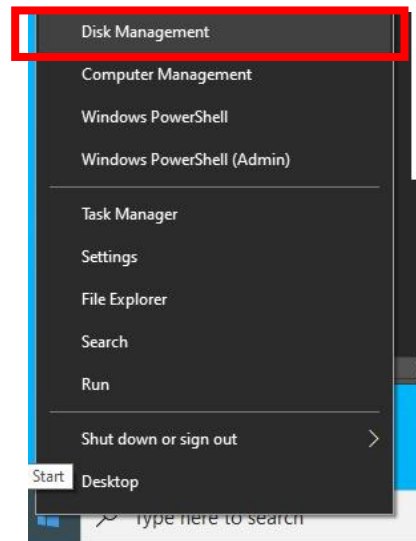 Disk Management
Computer Management
Windows PowerShell
Windows PowerShell (Admin)
Task Manager
Settings
File Explorer
Search
Run
Shut down or sign out
Desktop
Start
Type here to search